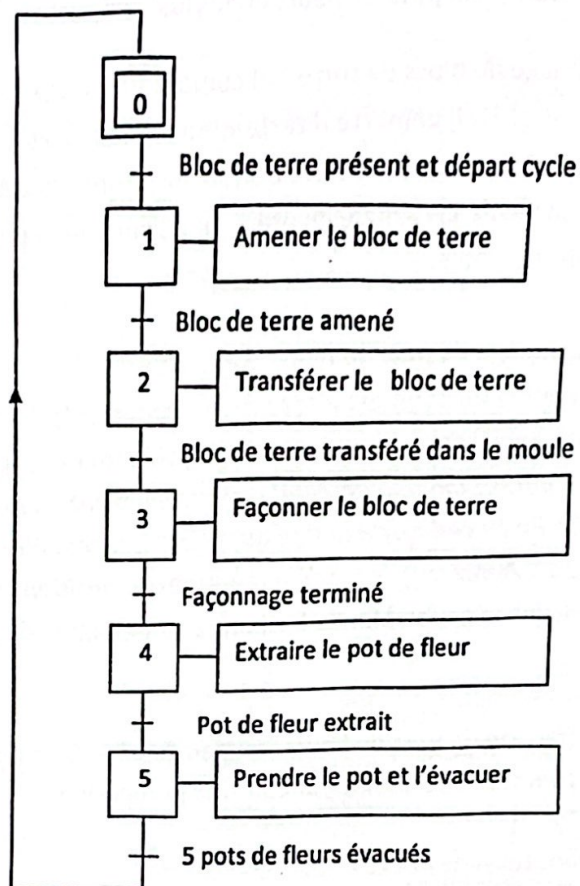 0
Bloc de terre présent et départ cycle
1
Amener le bloc de terre
Bloc de terre amené
2
Transférer le bloc de terre
Bloc de terre transféré dans le moule
3
Façonner le bloc de terre
Façonnage terminé
4
Extraire le pot de fleur
Pot de fleur extrait
5
Prendre le pot et l'évacuer
5 pots de fleurs évacués